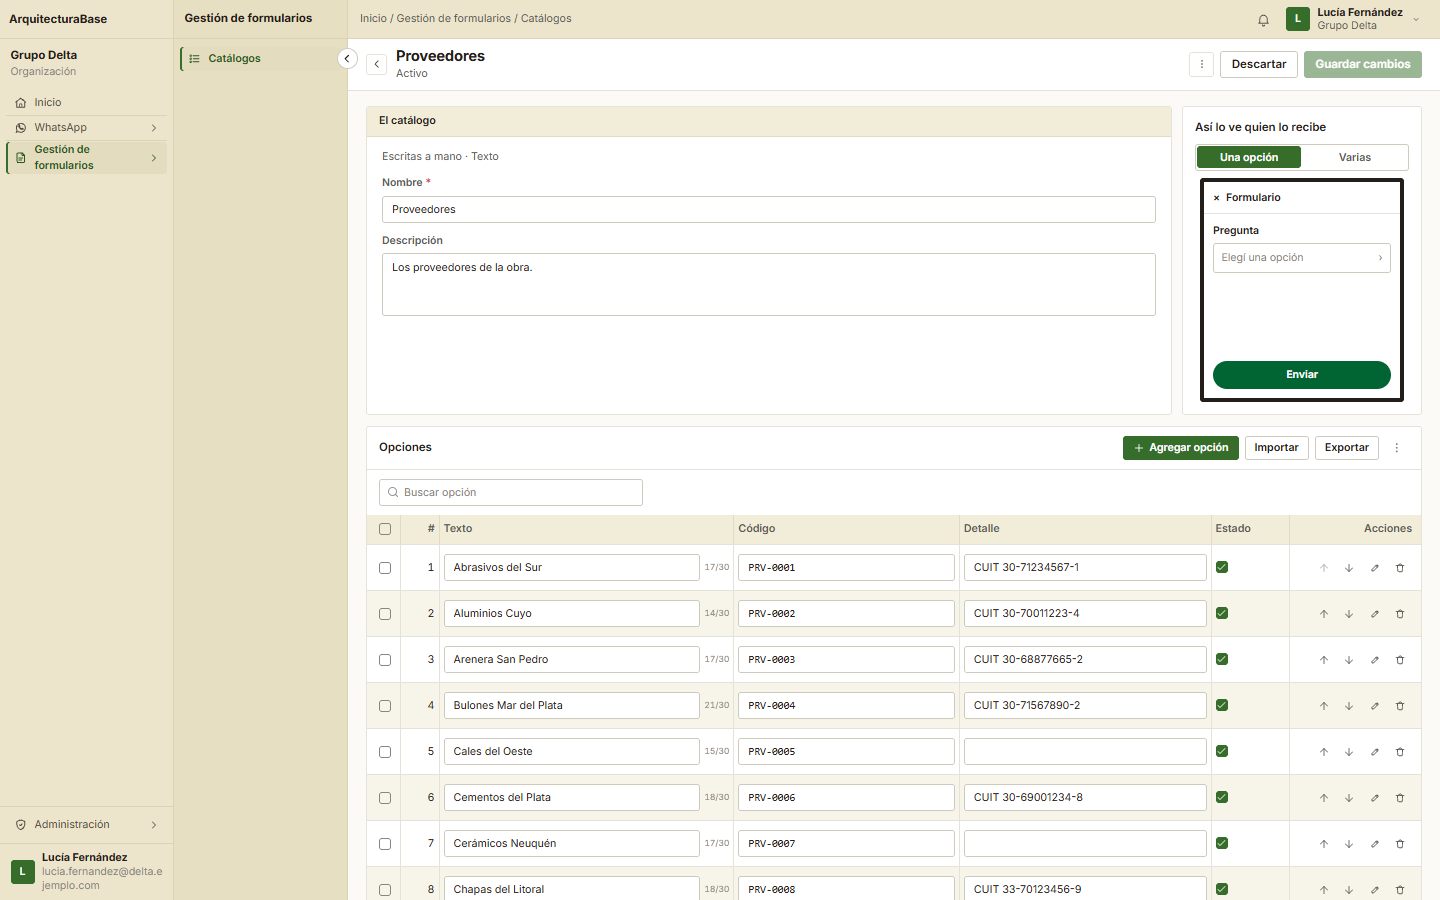 ArquitecturaBase
Grupo Delta
Organización
Inicio
WhatsApp
Gestión de
formularios
Administración
L
Lucía Fernández
lucia.fernandez@delta.e
jemplo.com
Gestión de formularios
Catálogos
Inicio / Gestión de formularios / Catálogos
L
Lucía Fernández
Grupo Delta
Proveedores
Activo
Descartar
Guardar cambios
El catálogo
Escritas a mano · Texto
Nombre *
Proveedores
Descripción
Los proveedores de la obra.
Así lo ve quien lo recibe
Una opción Varias
× Formulario
Pregunta
Elegí una opción ›
Enviar
Opciones
+ Agregar opción Importar Exportar
Buscar opción
# Texto Código Detalle Estado Acciones
1 Abrasivos del Sur 17/30 PRV-0001 CUIT 30-71234567-1
2 Aluminios Cuyo 14/30 PRV-0002 CUIT 30-70011223-4
3 Arenera San Pedro 17/30 PRV-0003 CUIT 30-68877665-2
4 Bulones Mar del Plata 21/30 PRV-0004 CUIT 30-71567890-2
5 Cales del Oeste 15/30 PRV-0005
6 Cementos del Plata 18/30 PRV-0006 CUIT 30-69001234-8
7 Cerámicos Neuquén 17/30 PRV-0007
8 Chapas del Litoral 18/30 PRV-0008 CUIT 33-70123456-9